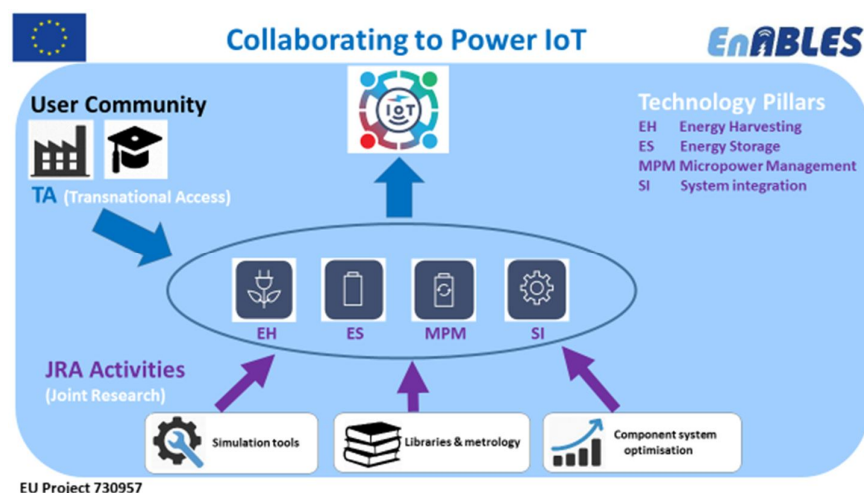 Collaborating to Power IoT
EnABLES
User Community
TA (Transnational Access)
IoT
Technology Pillars
EH Energy Harvesting
ES Energy Storage
MPM Micropower Management
SI System integration
EH
ES
MPM
SI
JRA Activities
(Joint Research)
Simulation tools
Libraries & metrology
Component system
optimisation
EU Project 730957